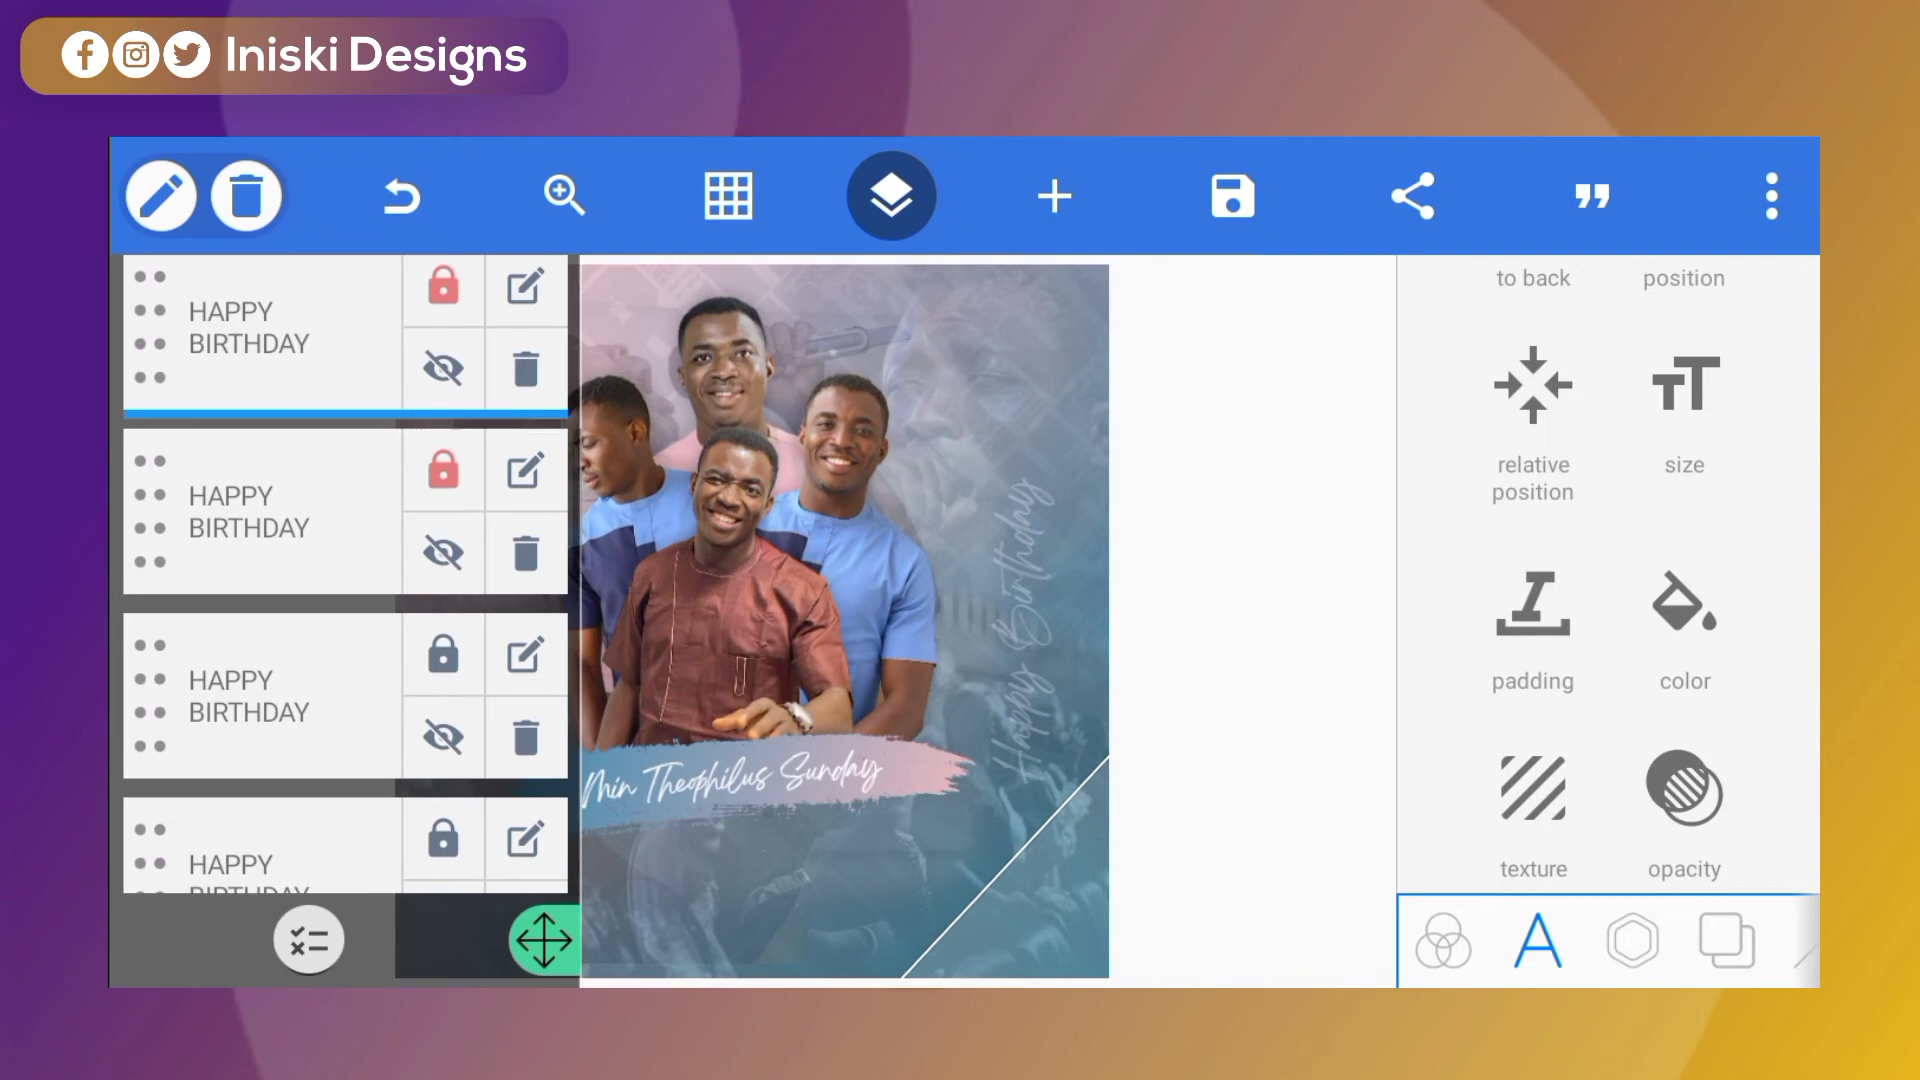 Iniski Designs
HAPPY
BIRTHDAY
HAPPY
BIRTHDAY
HAPPY
BIRTHDAY
HAPPY
BIRTHDAY
Happy Birthday
Min Theophilus Sunday
to back
position
relative
position
size
padding
color
texture
opacity